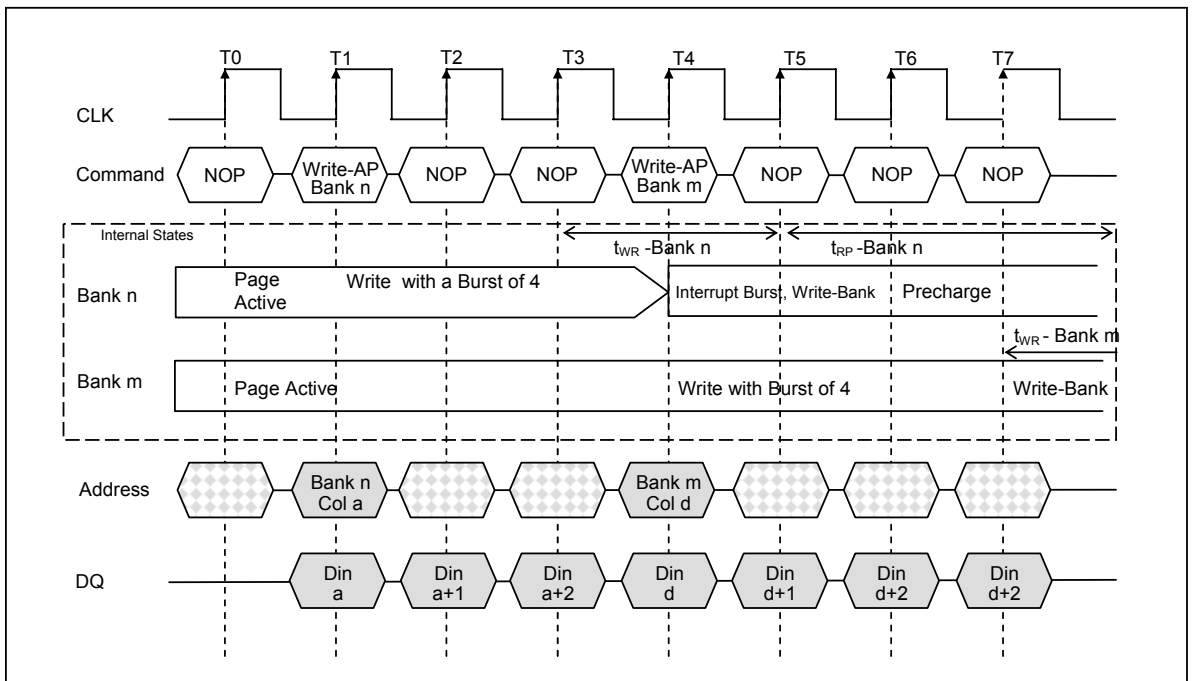 T0 T1 T2 T3 T4 T5 T6 T7
CLK
Command NOP Write-AP Bank n NOP NOP Write-AP Bank m NOP NOP NOP
Internal States
tWR -Bank n tRP -Bank n
Bank n
Page Active
Write with a Burst of 4
Interrupt Burst, Write-Bank Precharge
tWR - Bank m
Bank m
Page Active Write with Burst of 4 Write-Bank
Address Bank n Col a Bank m Col d
DQ Din a Din a+1 Din a+2 Din d Din d+1 Din d+2 Din d+2